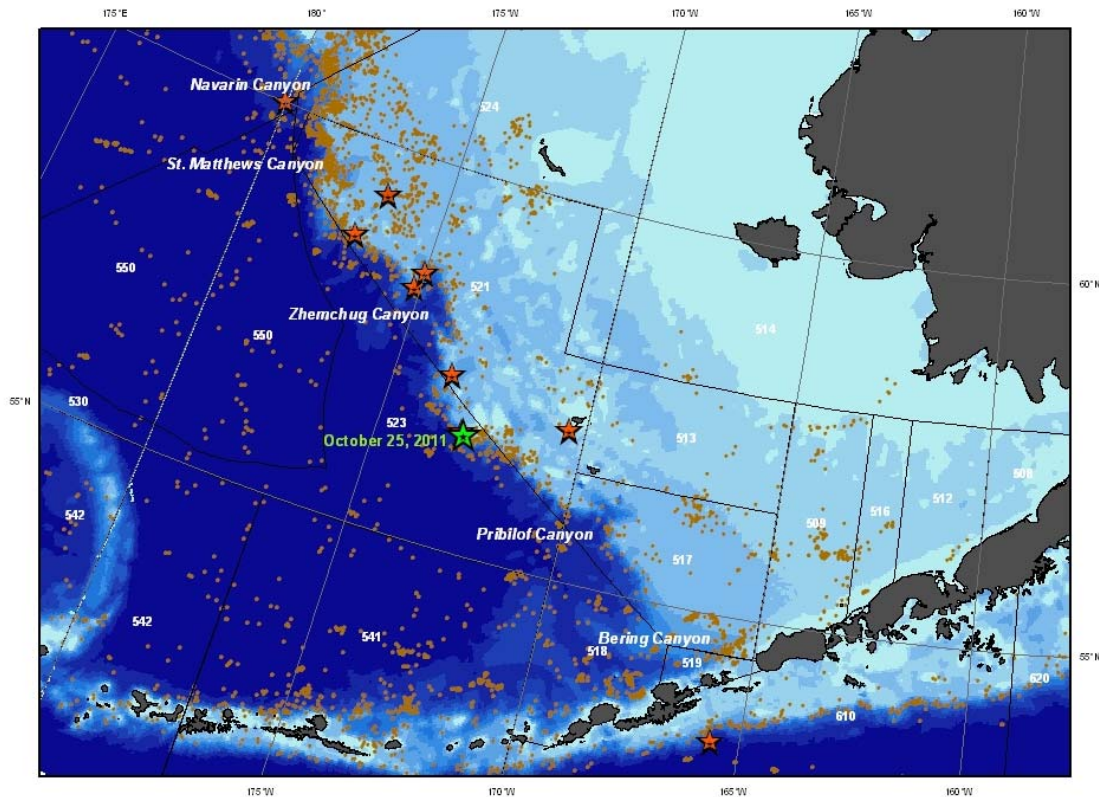 175°E
180°
175°W
170°W
165°W
160°W
Navarin Canyon
524
St. Matthews Canyon
550
521
60°N
Zhemchug Canyon
514
550
55°N
530
523
October 25, 2011
513
508
512
542
516
509
Pribilof Canyon
517
542
541
Bering Canyon
518
519
55°N
620
610
175°W
170°W
165°W
160°W